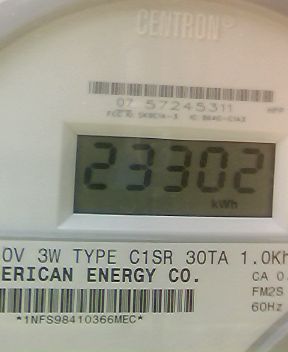 CENTRON®
07 57245311
23302
kWh
OV 3W TYPE C1SR 30TA 1.0Kh
ERICAN ENERGY CO.
CA 0.
FM2S
60Hz
*1NFS98410366MEC*